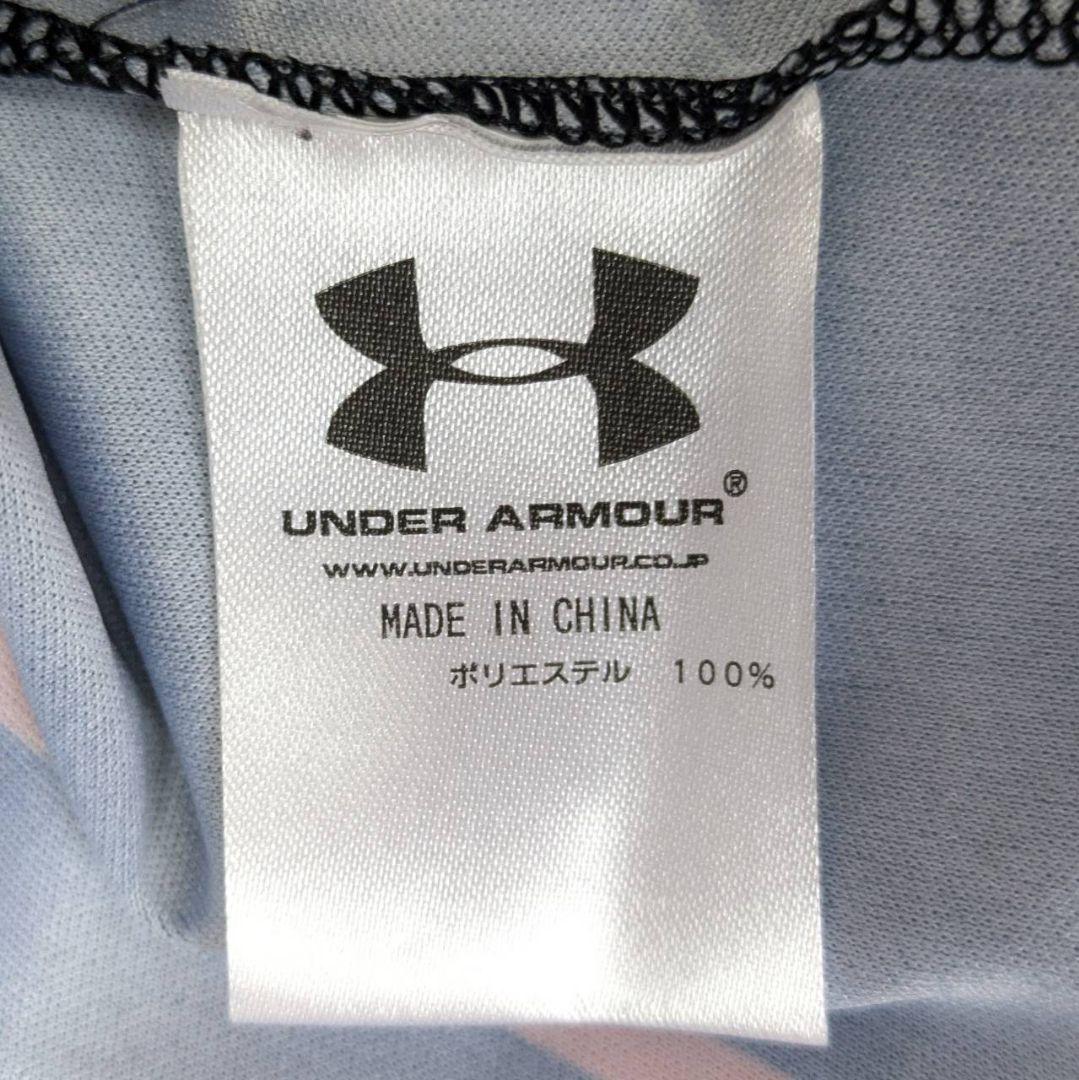 UNDER ARMOUR®
WWW.UNDERARMOUR.CO.JP
MADE IN CHINA
ポリエステル 100%